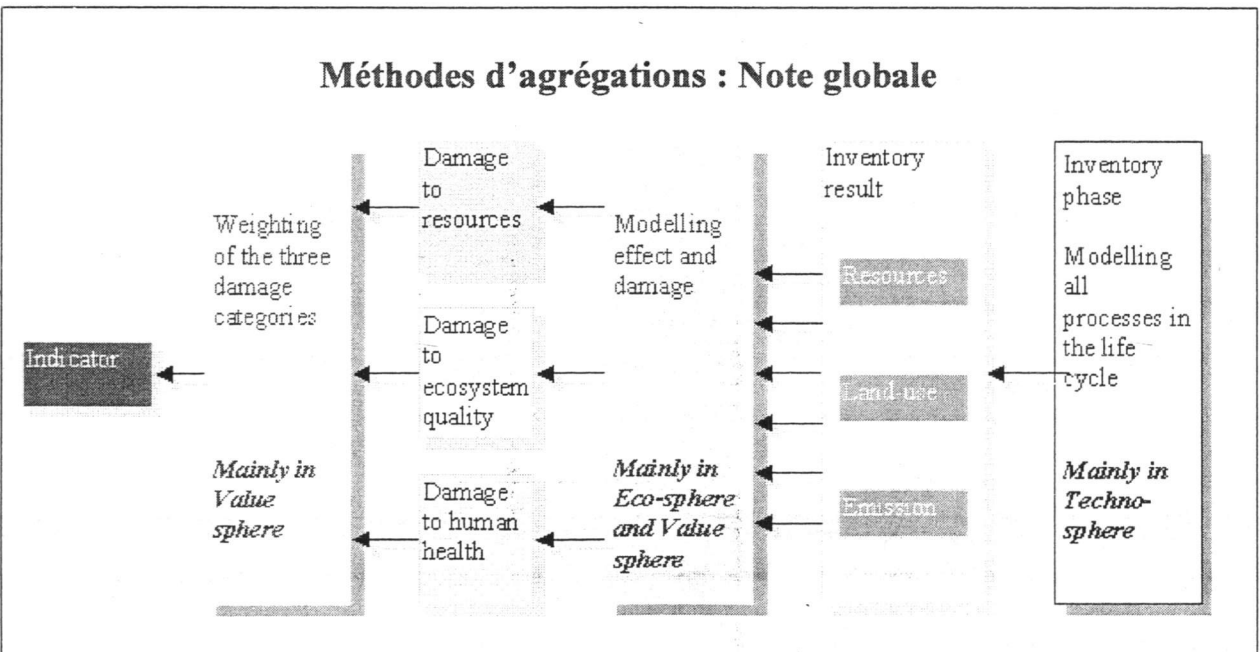 Méthodes d'agrégations : Note globale
Indicator
Weighting
of the three
damage
categories
Mainly in
Value
sphere
Damage
to
resources
Damage
to
ecosystem
quality
Damage
to human
health
Modelling
effect and
damage
Mainly in
Eco-sphere
and Value
sphere
Inventory
result
Resources
Land-use
Emission
Inventory
phase
Modelling
all
processes in
the life
cycle
Mainly in
Techno-
sphere